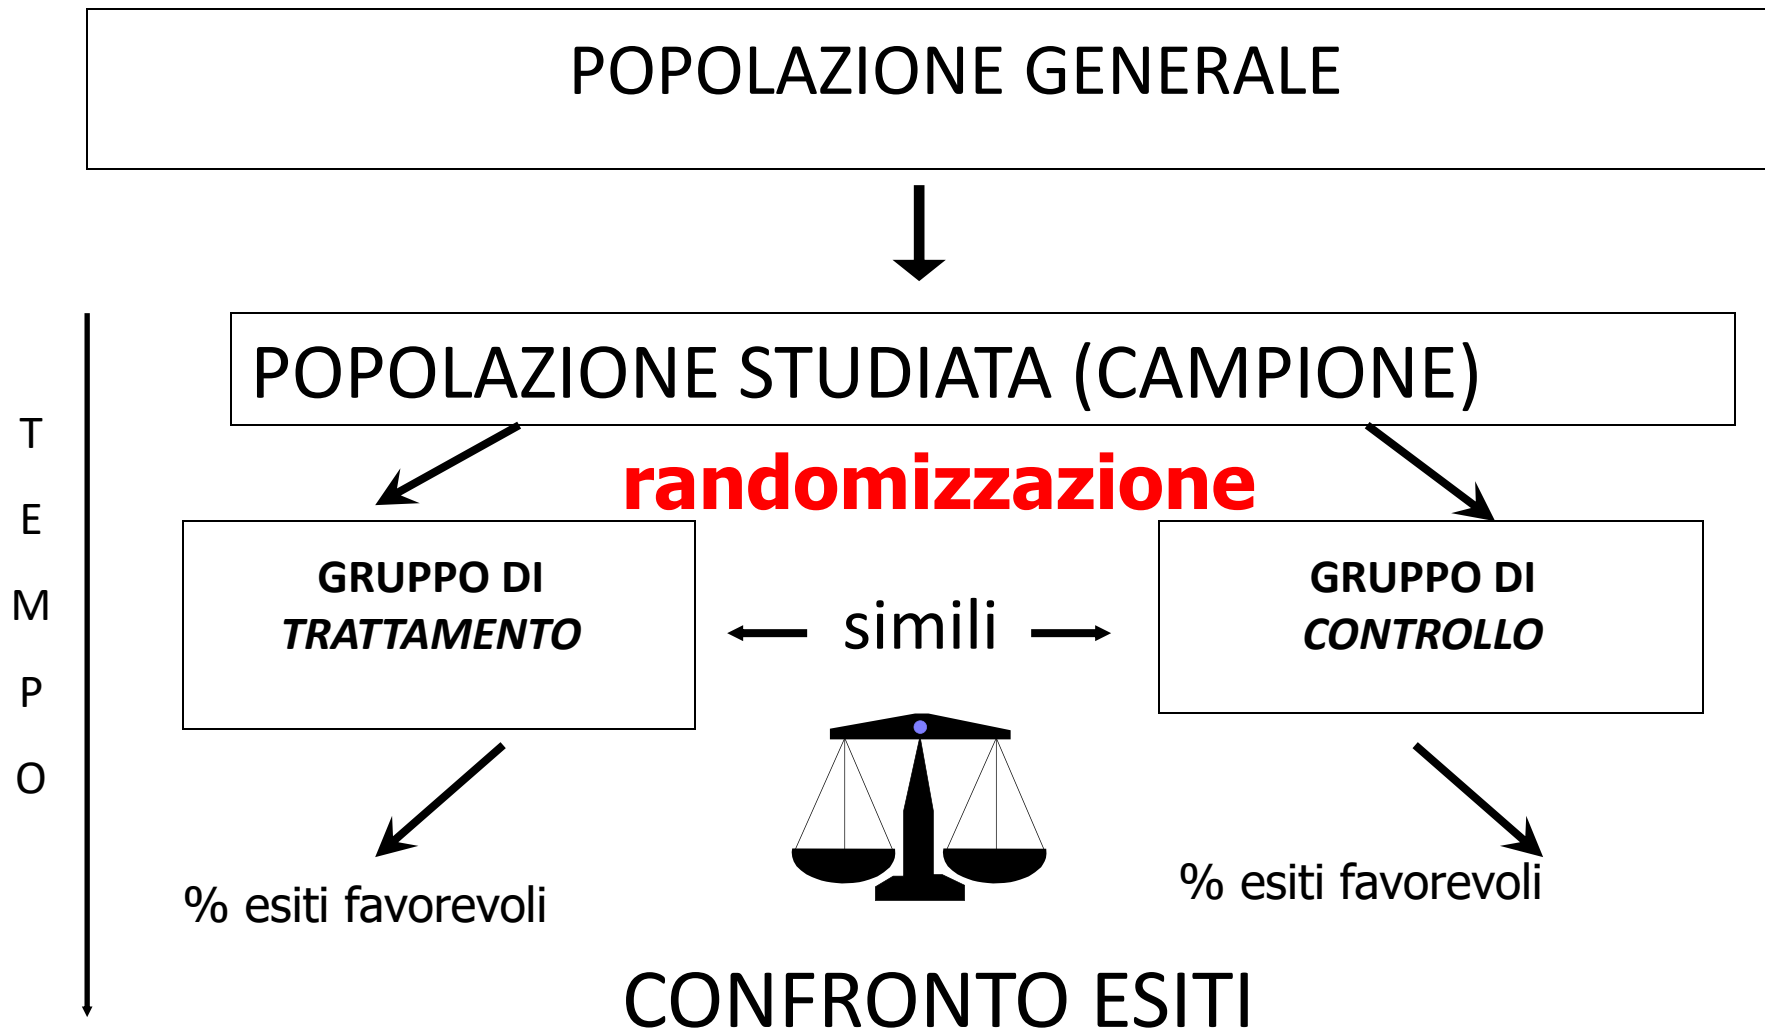 POPOLAZIONE GENERALE
POPOLAZIONE STUDIATA (CAMPIONE)
randomizzazione
T
E
M
P
O
GRUPPO DI
TRATTAMENTO
simili
GRUPPO DI
CONTROLLO
% esiti favorevoli
% esiti favorevoli
CONFRONTO ESITI